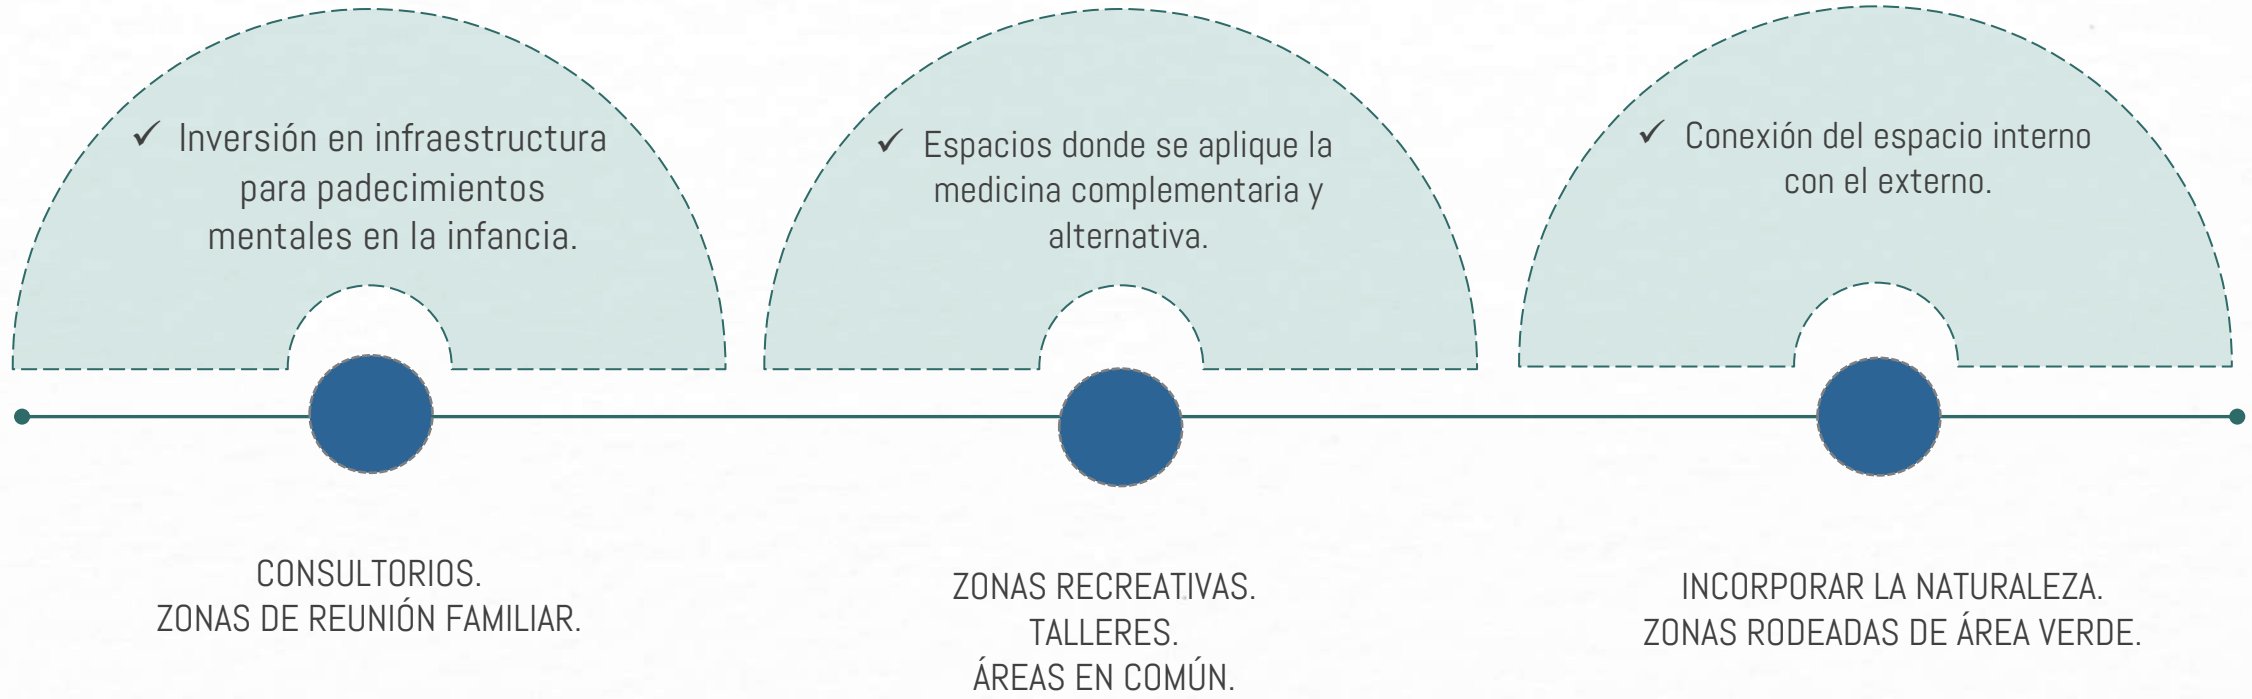 ✓ Inversión en infraestructura
para padecimientos
mentales en la infancia.
✓ Espacios donde se aplique la
medicina complementaria y
alternativa.
✓ Conexión del espacio interno
con el externo.
CONSULTORIOS.
ZONAS DE REUNIÓN FAMILIAR.
ZONAS RECREATIVAS.
TALLERES.
ÁREAS EN COMÚN.
INCORPORAR LA NATURALEZA.
ZONAS RODEADAS DE ÁREA VERDE.